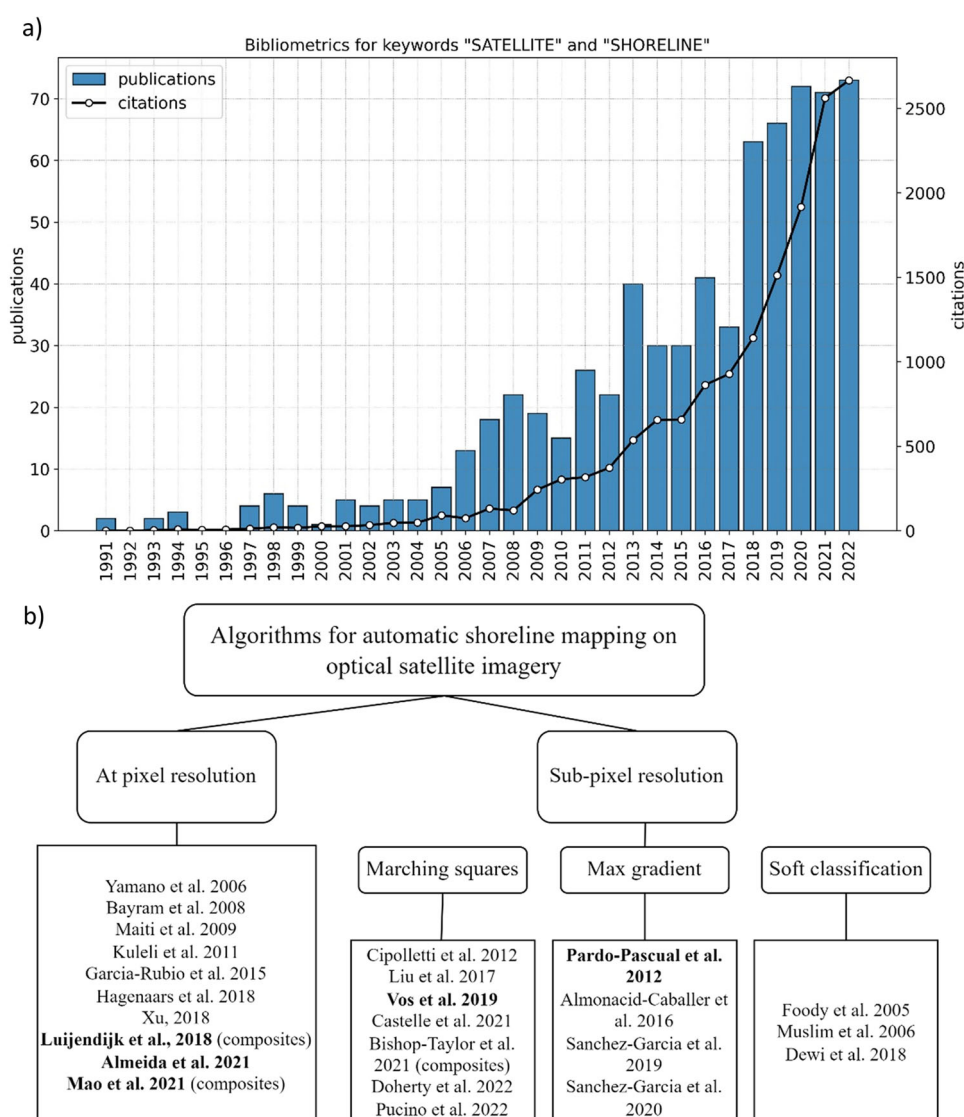 a)
Bibliometrics for keywords "SATELLITE" and "SHORELINE"
publications
citations
publications
70
60
50
40
30
20
10
0
citations
2500
2000
1500
1000
500
0
1991
1992
1993
1994
1995
1996
1997
1998
1999
2000
2001
2002
2003
2004
2005
2006
2007
2008
2009
2010
2011
2012
2013
2014
2015
2016
2017
2018
2019
2020
2021
2022
b)
Algorithms for automatic shoreline mapping on
optical satellite imagery
At pixel resolution
Sub-pixel resolution
Yamano et al. 2006
Bayram et al. 2008
Maiti et al. 2009
Kuleli et al. 2011
Garcia-Rubio et al. 2015
Hagenaars et al. 2018
Xu, 2018
Luijendijk et al., 2018 (composites)
Almeida et al. 2021
Mao et al. 2021 (composites)
Marching squares
Cipolletti et al. 2012
Liu et al. 2017
Vos et al. 2019
Castelle et al. 2021
Bishop-Taylor et al.
2021 (composites)
Doherty et al. 2022
Pucino et al. 2022
Max gradient
Pardo-Pascual et al.
2012
Almonacid-Caballer et
al. 2016
Sanchez-Garcia et al.
2019
Sanchez-Garcia et al.
2020
Soft classification
Foody et al. 2005
Muslim et al. 2006
Dewi et al. 2018